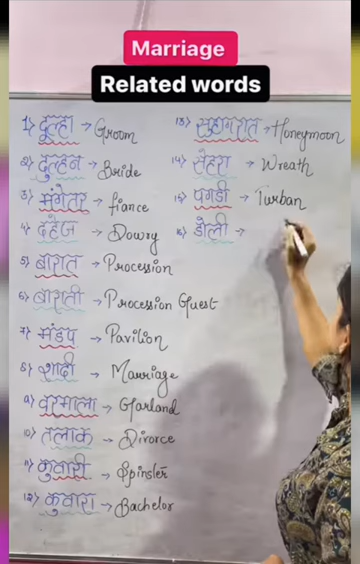 Marriage
Related words
1) दूल्हा → Groom
2) दुल्हन → Bride
3) मंगेतर → fiance
4) दहेज → Dowry
5) बारात → Procession
6) बाराती → Procession Guest
7) मंडप → Pavilion
8) शादी → Marriage
9) वरमाला → Garland
10) तलाक → Divorce
11) कुवारी → Spinster
12) कुवारा → Bachelor
13) सुहागरात → Honeymoon
14) सेहरा → Wreath
15) पगडी → Turban
16) डोली →